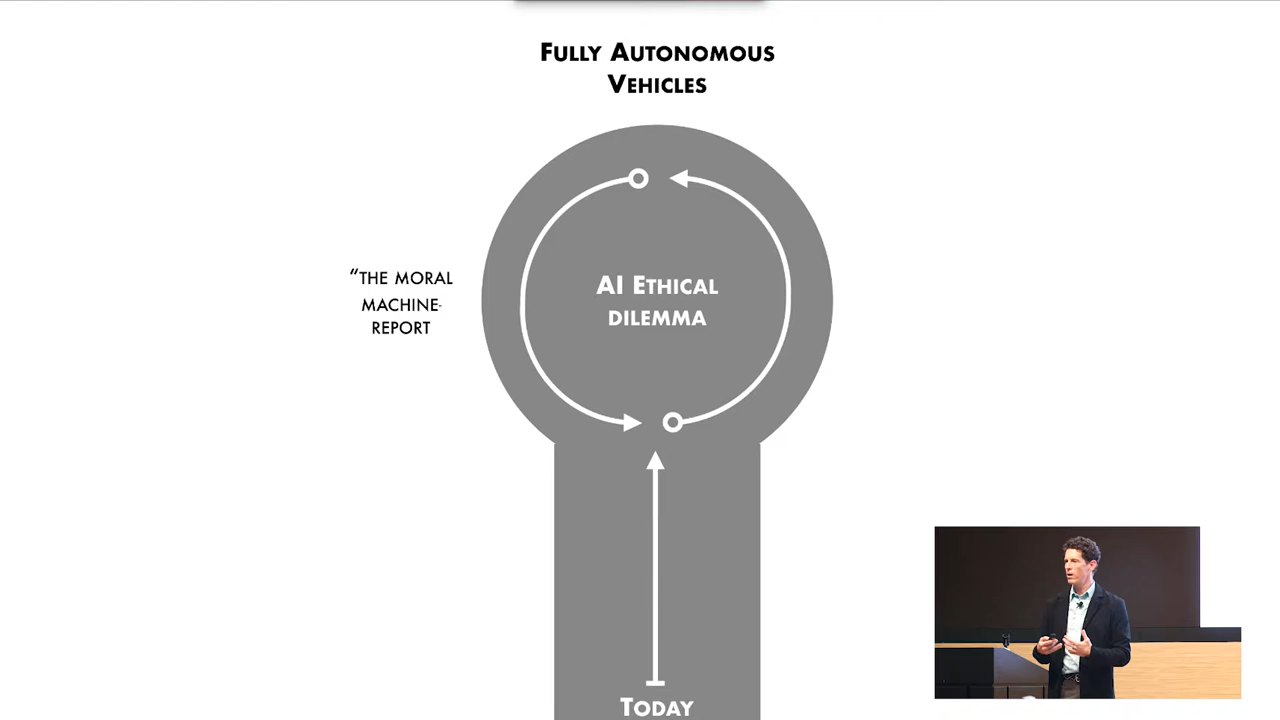 Fully Autonomous
Vehicles
“the moral
machine-
report
AI Ethical
dilemma
Today